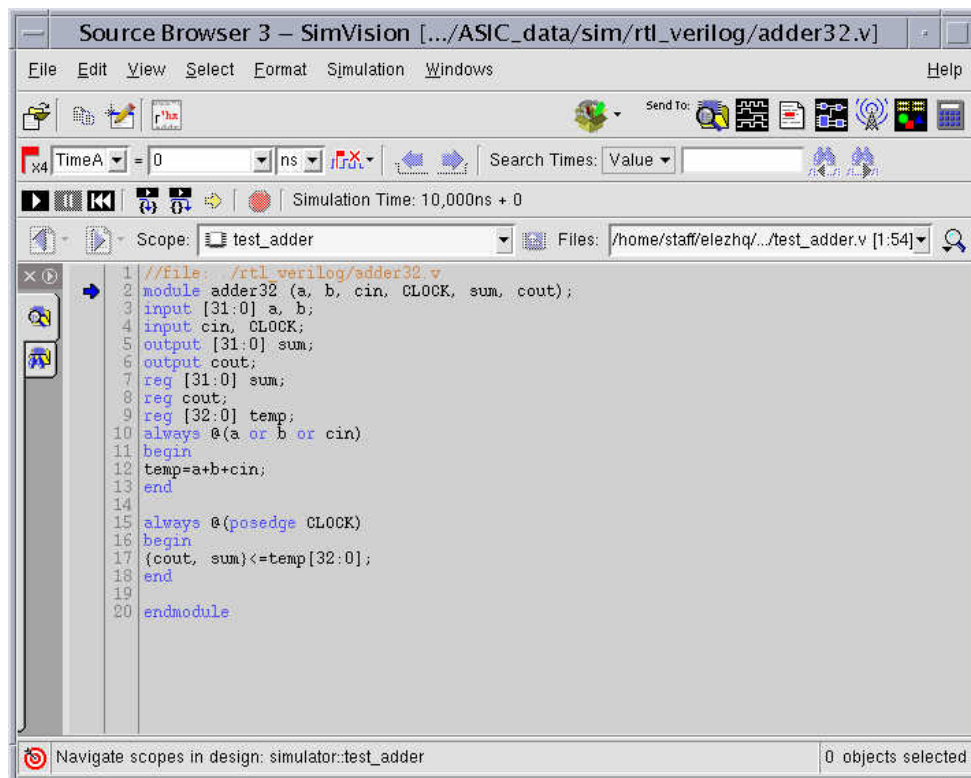 Source Browser 3 – SimVision [.../ASIC_data/sim/rtl_verilog/adder32.v]
File Edit View Select Format Simulation Windows Help
Send To:
x4 TimeA = 0 ns Search Times: Value
Simulation Time: 10,000ns + 0
Scope: test_adder Files: /home/staff/elezhq/.../test_adder.v [1:54]
1 //file: ./rtl_verilog/adder32.v
2 module adder32 (a, b, cin, CLOCK, sum, cout);
3 input [31:0] a, b;
4 input cin, CLOCK;
5 output [31:0] sum;
6 output cout;
7 reg [31:0] sum;
8 reg cout;
9 reg [32:0] temp;
10 always @(a or b or cin)
11 begin
12 temp=a+b+cin;
13 end
14
15 always @(posedge CLOCK)
16 begin
17 {cout, sum}<=temp[32:0];
18 end
19
20 endmodule
Navigate scopes in design: simulator::test_adder 0 objects selected